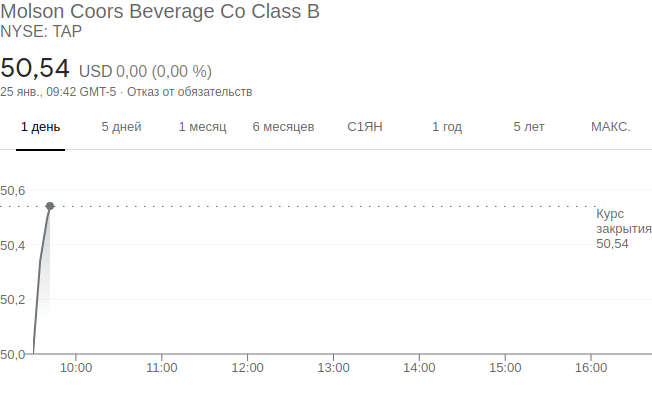 Molson Coors Beverage Co Class B
NYSE: TAP
50,54 USD 0,00 (0,00 %)
25 янв., 09:42 GMT-5 · Отказ от обязательств
1 день 5 дней 1 месяц 6 месяцев С1ЯН 1 год 5 лет МАКС.
50,6
Курс
закрытия
50,54
50,4
50,2
50,0
10:00 11:00 12:00 13:00 14:00 15:00 16:00